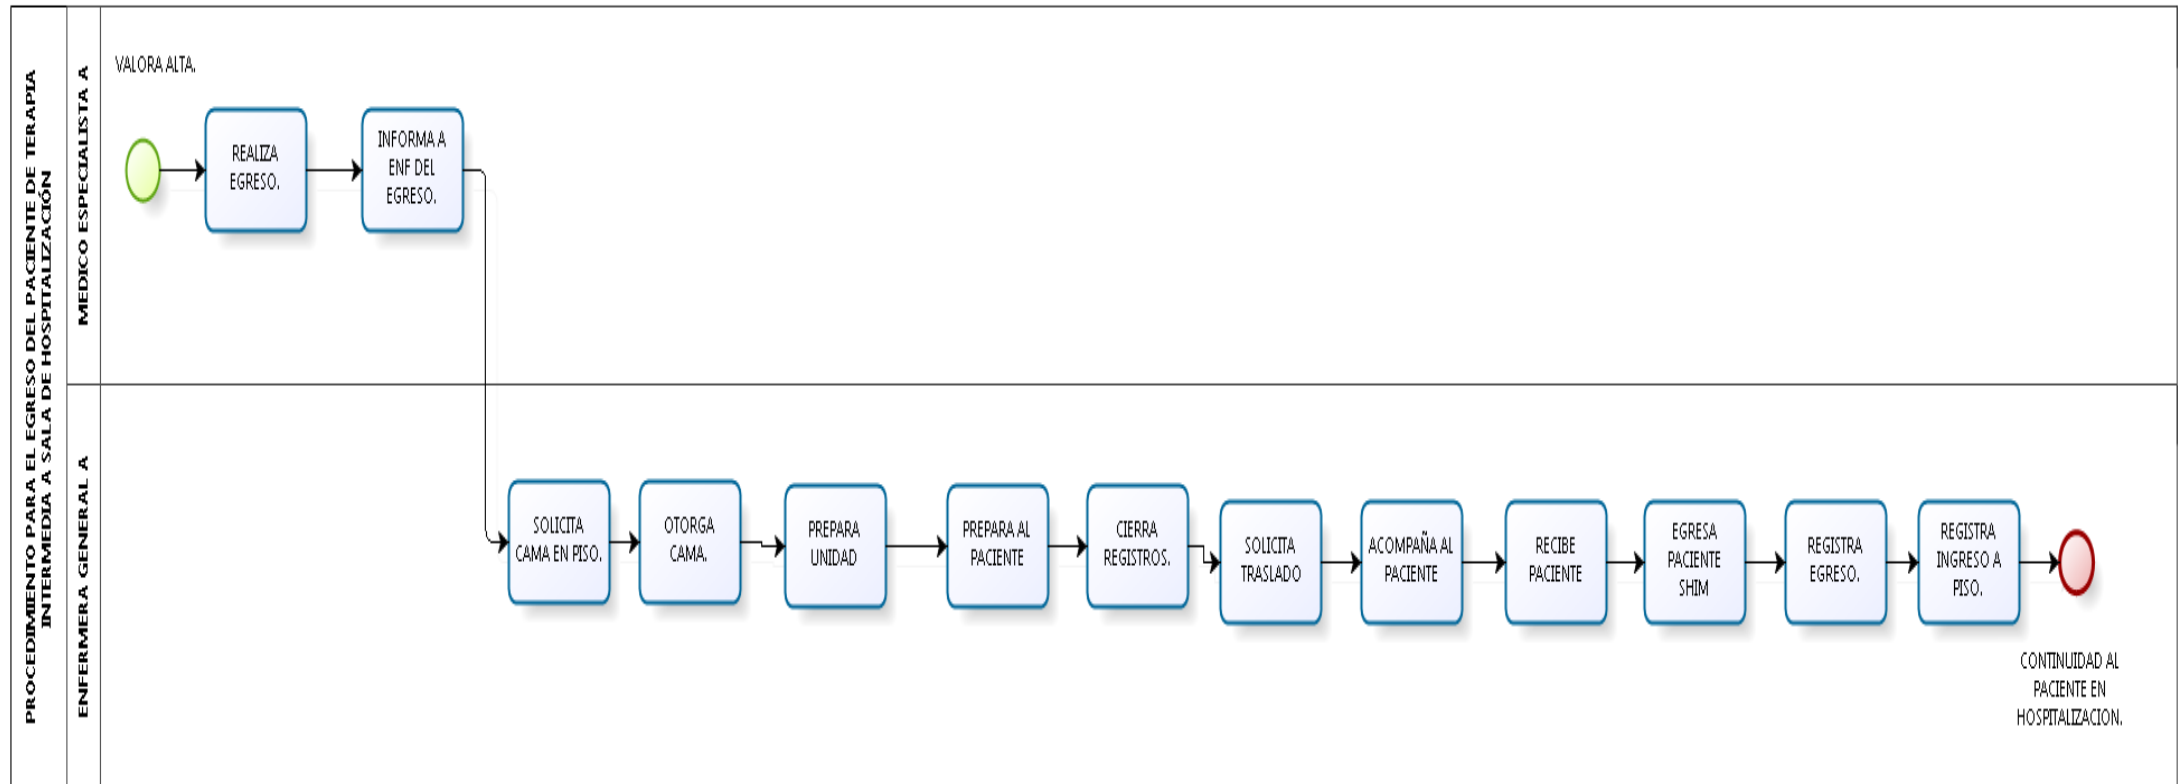 PROCEDIMIENTO PARA EL EGRESO DEL PACIENTE DE TERAPIA
INTERMEDIA A SALA DE HOSPITALIZACIÓN
MEDICO ESPECIALISTA A
VALORA ALTA.
REALIZA
EGRESO.
INFORMA A
ENF DEL
EGRESO.
ENFERMERA GENERAL A
SOLICITA
CAMA EN PISO.
OTORGA
CAMA.
PREPARA
UNIDAD
PREPARA AL
PACIENTE
CIERRA
REGISTROS.
SOLICITA
TRASLADO
ACOMPAÑA AL
PACIENTE
RECIBE
PACIENTE
EGRESA
PACIENTE
SHIM
REGISTRA
EGRESO.
REGISTRA
INGRESO A
PISO.
CONTINUIDAD AL
PACIENTE EN
HOSPITALIZACION.